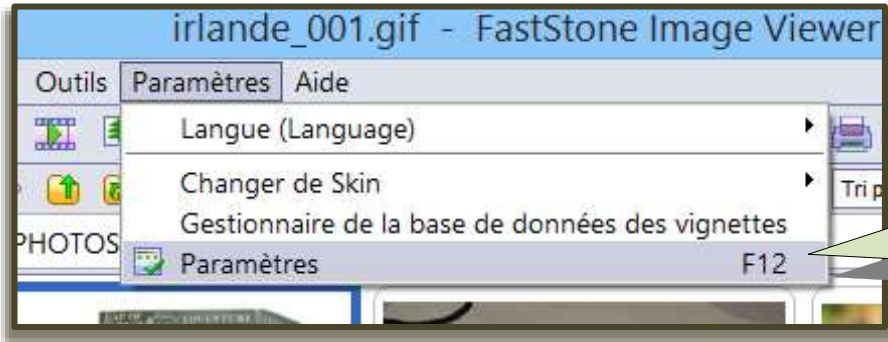 irlande_001.gif - FastStone Image Viewer
Outils Paramètres Aide
Langue (Language)
Changer de Skin
Tri p
Gestionnaire de la base de données des vignettes
PHOTOS
Paramètres F12